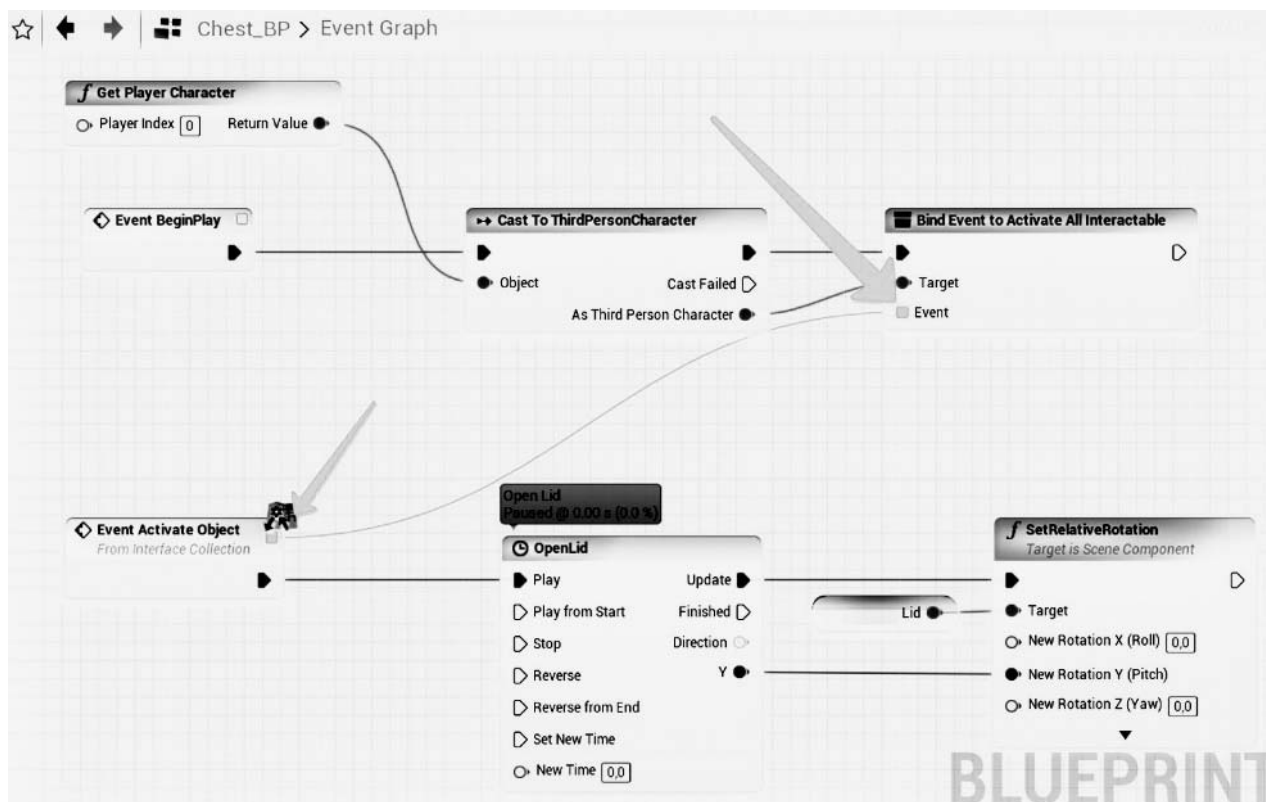 Chest_BP > Event Graph
f Get Player Character
Player Index 0 Return Value
Event BeginPlay
Cast To ThirdPersonCharacter
Object
Cast Failed
As Third Person Character
Bind Event to Activate All Interactable
Target
Event
Event Activate Object
From Interface Collection
Open Lid
Paused @ 0.00 s (0.0 %)
OpenLid
Play Update
Play from Start Finished
Stop Direction
Reverse Y
Reverse from End
Set New Time
New Time 0,0
Lid
f SetRelativeRotation
Target is Scene Component
Target
New Rotation X (Roll) 0,0
New Rotation Y (Pitch)
New Rotation Z (Yaw) 0,0
BLUEPRINT